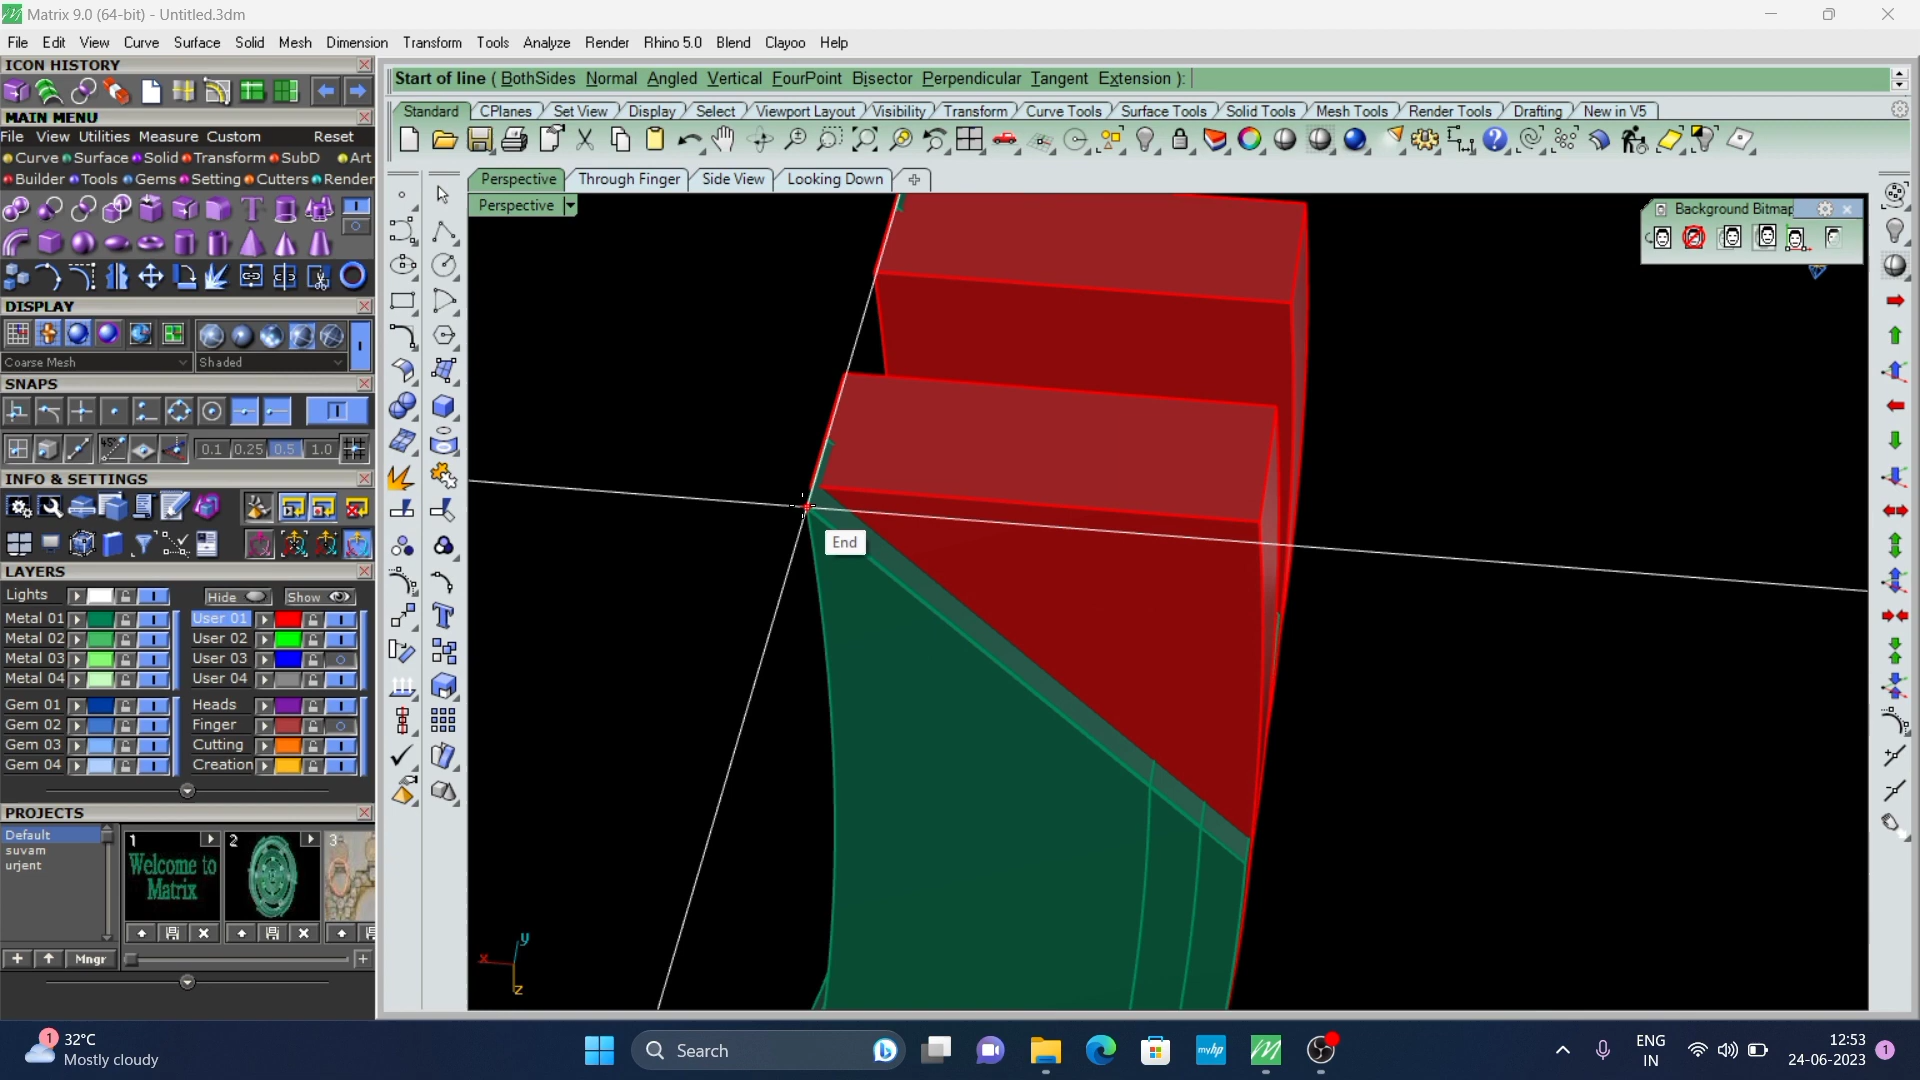 Matrix 9.0 (64-bit) - Untitled.3dm
File Edit View Curve Surface Solid Mesh Dimension Transform Tools Analyze Render Rhino 5.0 Blend Clayoo Help
ICON HISTORY
Start of line ( BothSides Normal Angled Vertical FourPoint Bisector Perpendicular Tangent Extension ):
Standard CPlanes Set View Display Select Viewport Layout Visibility Transform Curve Tools Surface Tools Solid Tools Mesh Tools Render Tools Drafting New in V5
MAIN MENU
File View Utilities Measure Custom Reset
Curve Surface Solid Transform SubD Art
Builder Tools Gems Setting Cutters Render
Perspective Through Finger Side View Looking Down
Perspective
Background Bitmap
DISPLAY
Coarse Mesh Shaded
SNAPS
45°
0.1 0.25 0.5 1.0
INFO & SETTINGS
End
LAYERS
Lights Hide Show
Metal 01 User 01
Metal 02 User 02
Metal 03 User 03
Metal 04 User 04
Gem 01 Heads
Gem 02 Finger
Gem 03 Cutting
Gem 04 Creation
PROJECTS
Default
suvam
urjent
1 2 3
Welcome to
Matrix
Mngr
x y z
1 32°C
Mostly cloudy
Search
myhp
ENG
IN
12:53
24-06-2023
1